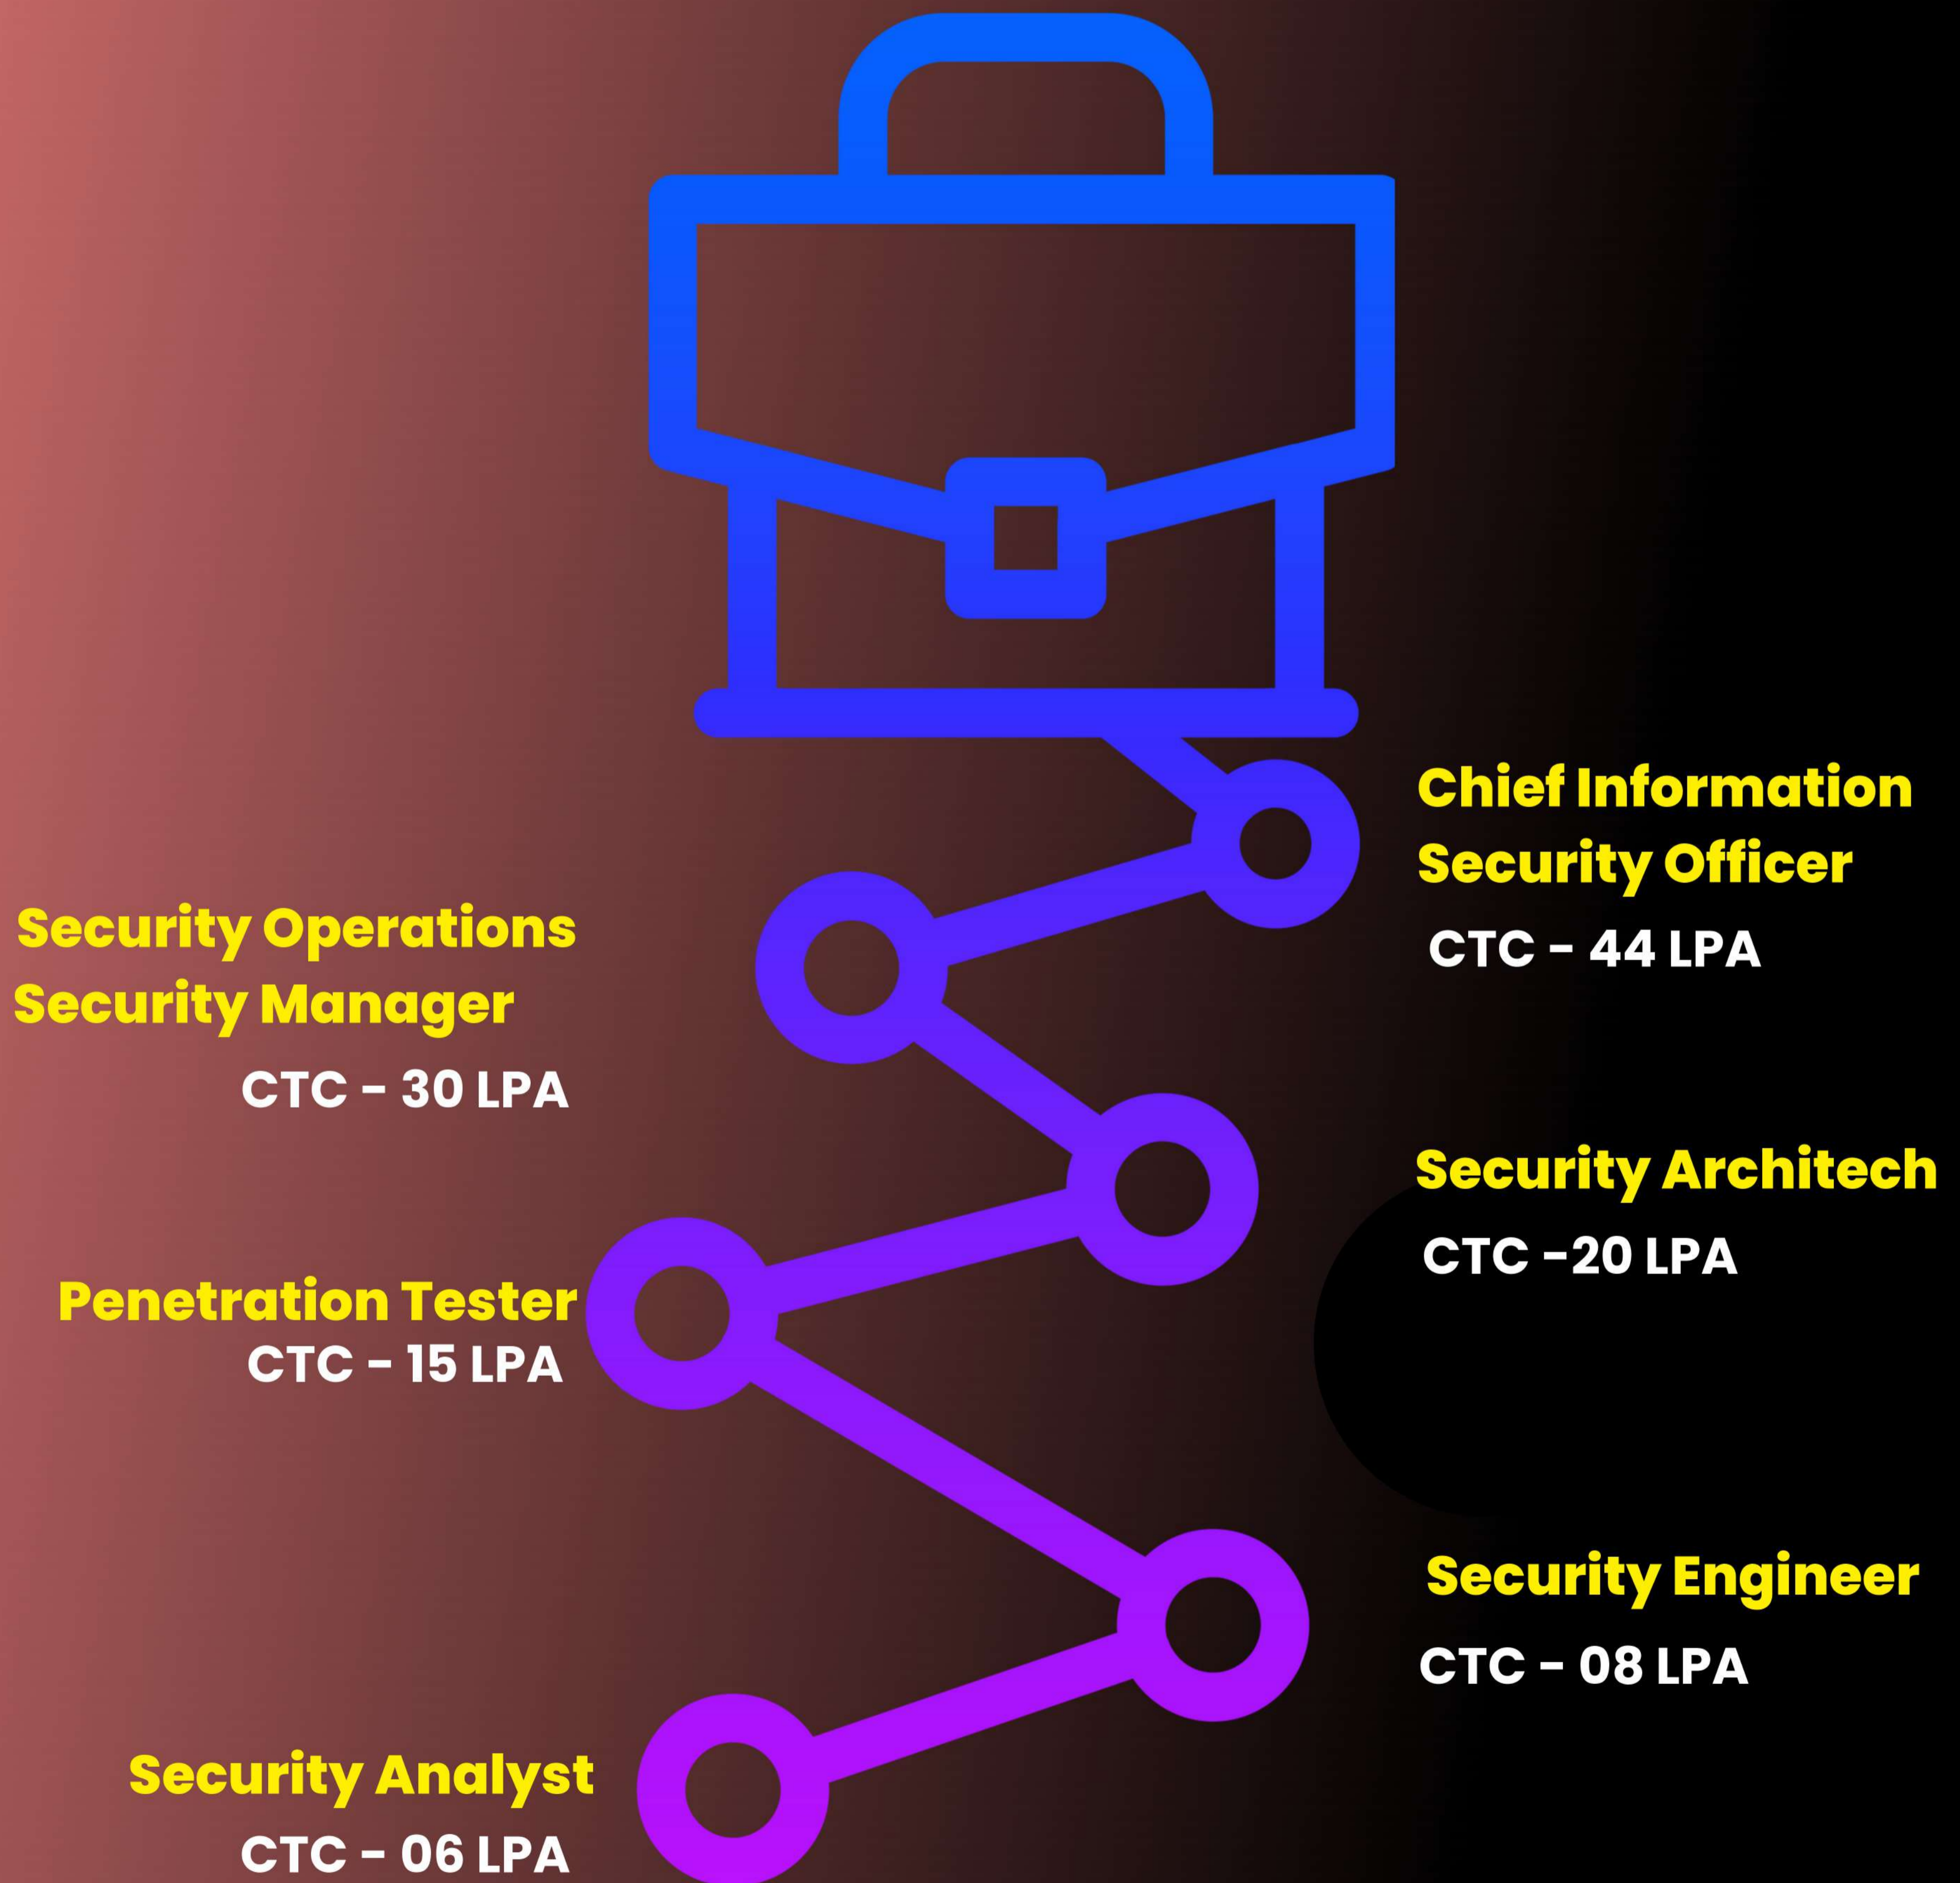 Chief Information
Security Officer
CTC - 44 LPA
Security Operations
Security Manager
CTC - 30 LPA
Security Architech
CTC -20 LPA
Penetration Tester
CTC - 15 LPA
Security Engineer
CTC - 08 LPA
Security Analyst
CTC - 06 LPA